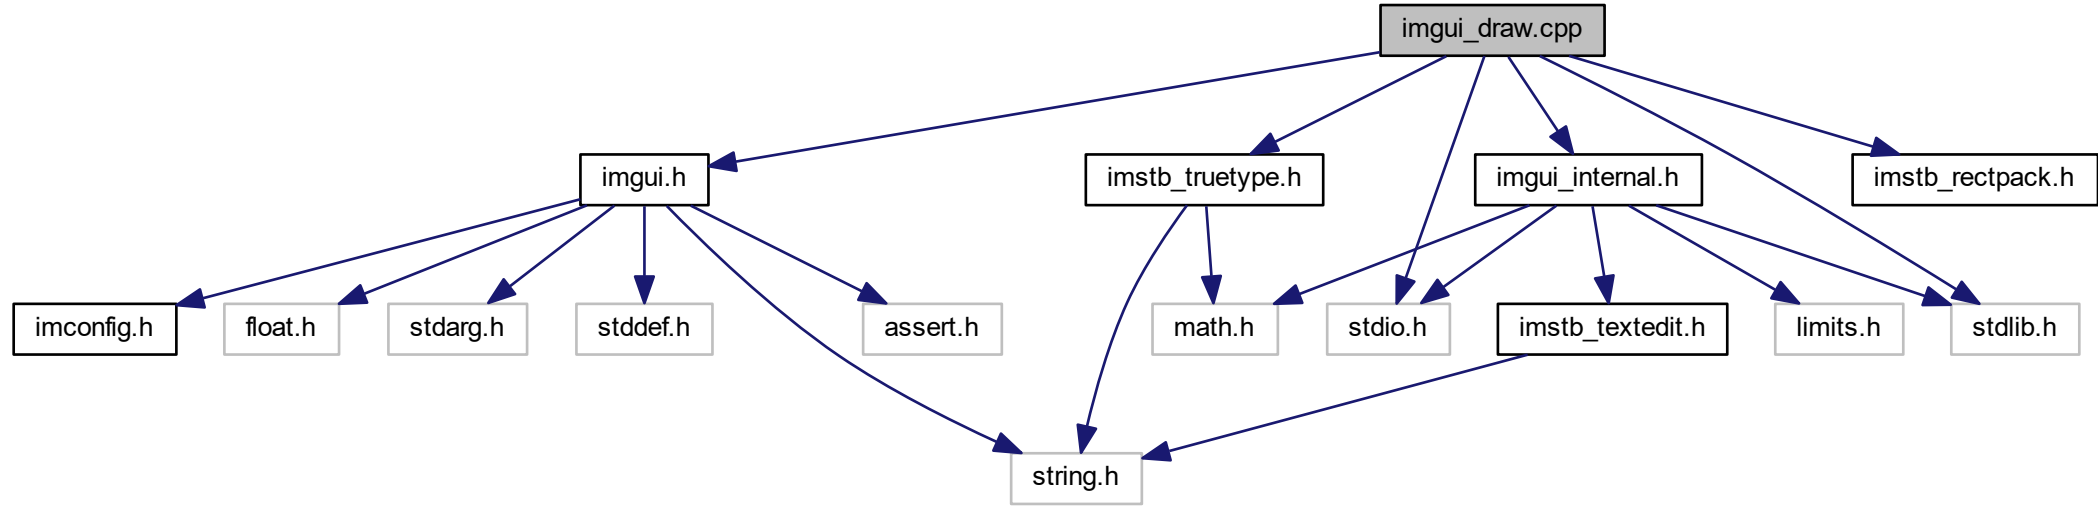 imgui_draw.cpp
imgui.h
imstb_truetype.h
imgui_internal.h
imstb_rectpack.h
imconfig.h
float.h
stdarg.h
stddef.h
assert.h
math.h
stdio.h
imstb_textedit.h
limits.h
stdlib.h
string.h